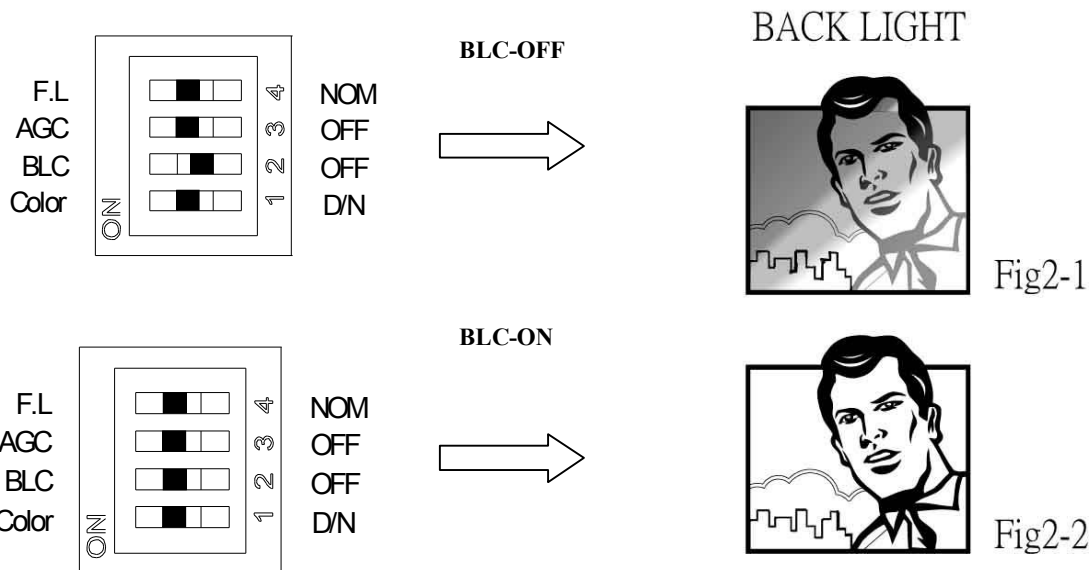 BACK LIGHT
BLC-OFF
F.L 4 NOM
AGC 3 OFF
BLC 2 OFF
Color 1 D/N
ON
Fig2-1
BLC-ON
F.L 4 NOM
AGC 3 OFF
BLC 2 OFF
Color 1 D/N
ON
Fig2-2